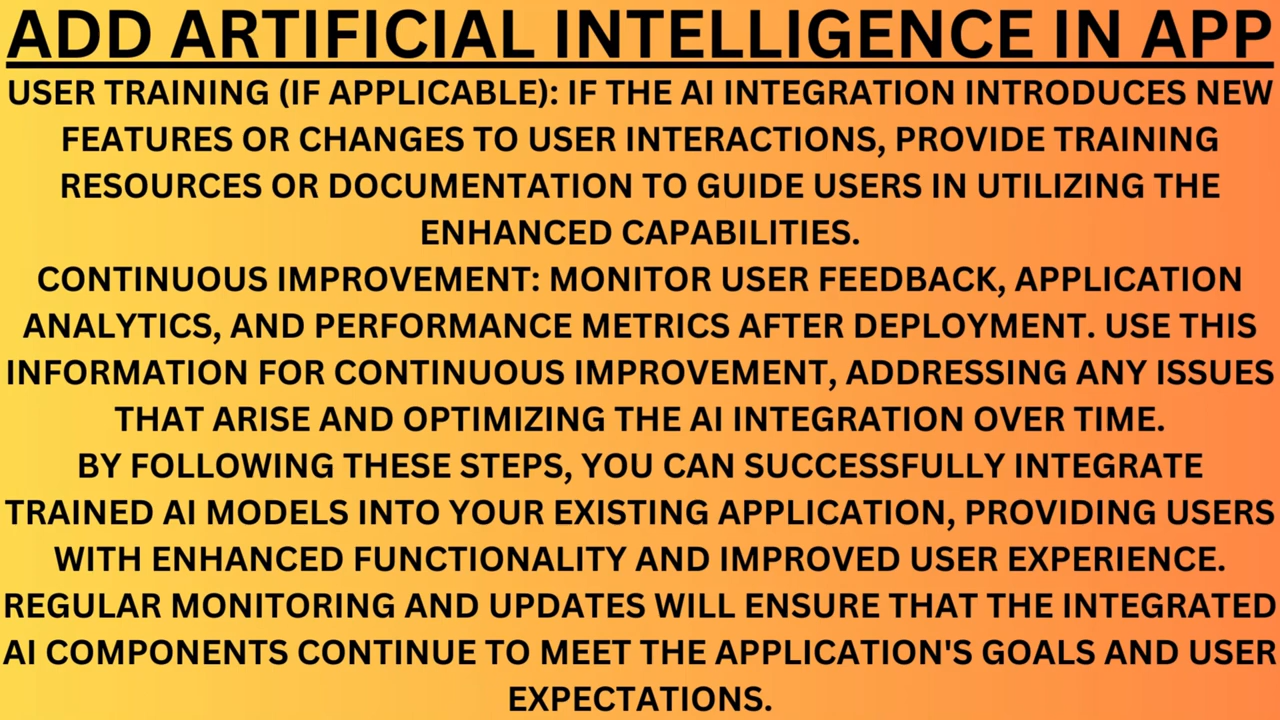 ADD ARTIFICIAL INTELLIGENCE IN APP
USER TRAINING (IF APPLICABLE): IF THE AI INTEGRATION INTRODUCES NEW
FEATURES OR CHANGES TO USER INTERACTIONS, PROVIDE TRAINING
RESOURCES OR DOCUMENTATION TO GUIDE USERS IN UTILIZING THE
ENHANCED CAPABILITIES.
CONTINUOUS IMPROVEMENT: MONITOR USER FEEDBACK, APPLICATION
ANALYTICS, AND PERFORMANCE METRICS AFTER DEPLOYMENT. USE THIS
INFORMATION FOR CONTINUOUS IMPROVEMENT, ADDRESSING ANY ISSUES
THAT ARISE AND OPTIMIZING THE AI INTEGRATION OVER TIME.
BY FOLLOWING THESE STEPS, YOU CAN SUCCESSFULLY INTEGRATE
TRAINED AI MODELS INTO YOUR EXISTING APPLICATION, PROVIDING USERS
WITH ENHANCED FUNCTIONALITY AND IMPROVED USER EXPERIENCE.
REGULAR MONITORING AND UPDATES WILL ENSURE THAT THE INTEGRATED
AI COMPONENTS CONTINUE TO MEET THE APPLICATION'S GOALS AND USER
EXPECTATIONS.